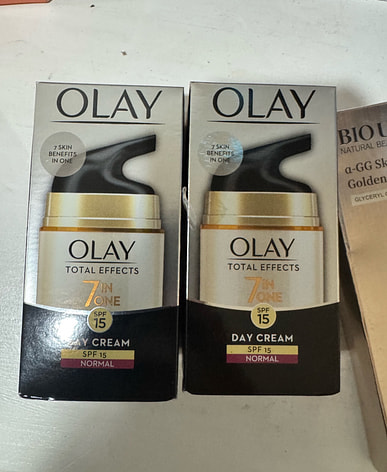 OLAY
7 SKIN
BENEFITS
IN ONE
OLAY
TOTAL EFFECTS
7 IN
ONE
SPF
15
DAY CREAM
SPF 15
NORMAL
OLAY
7 SKIN
BENEFITS
IN ONE
OLAY
TOTAL EFFECTS
7 IN
ONE
SPF
15
DAY CREAM
SPF 15
NORMAL
NATURAL
α-GG
Golden